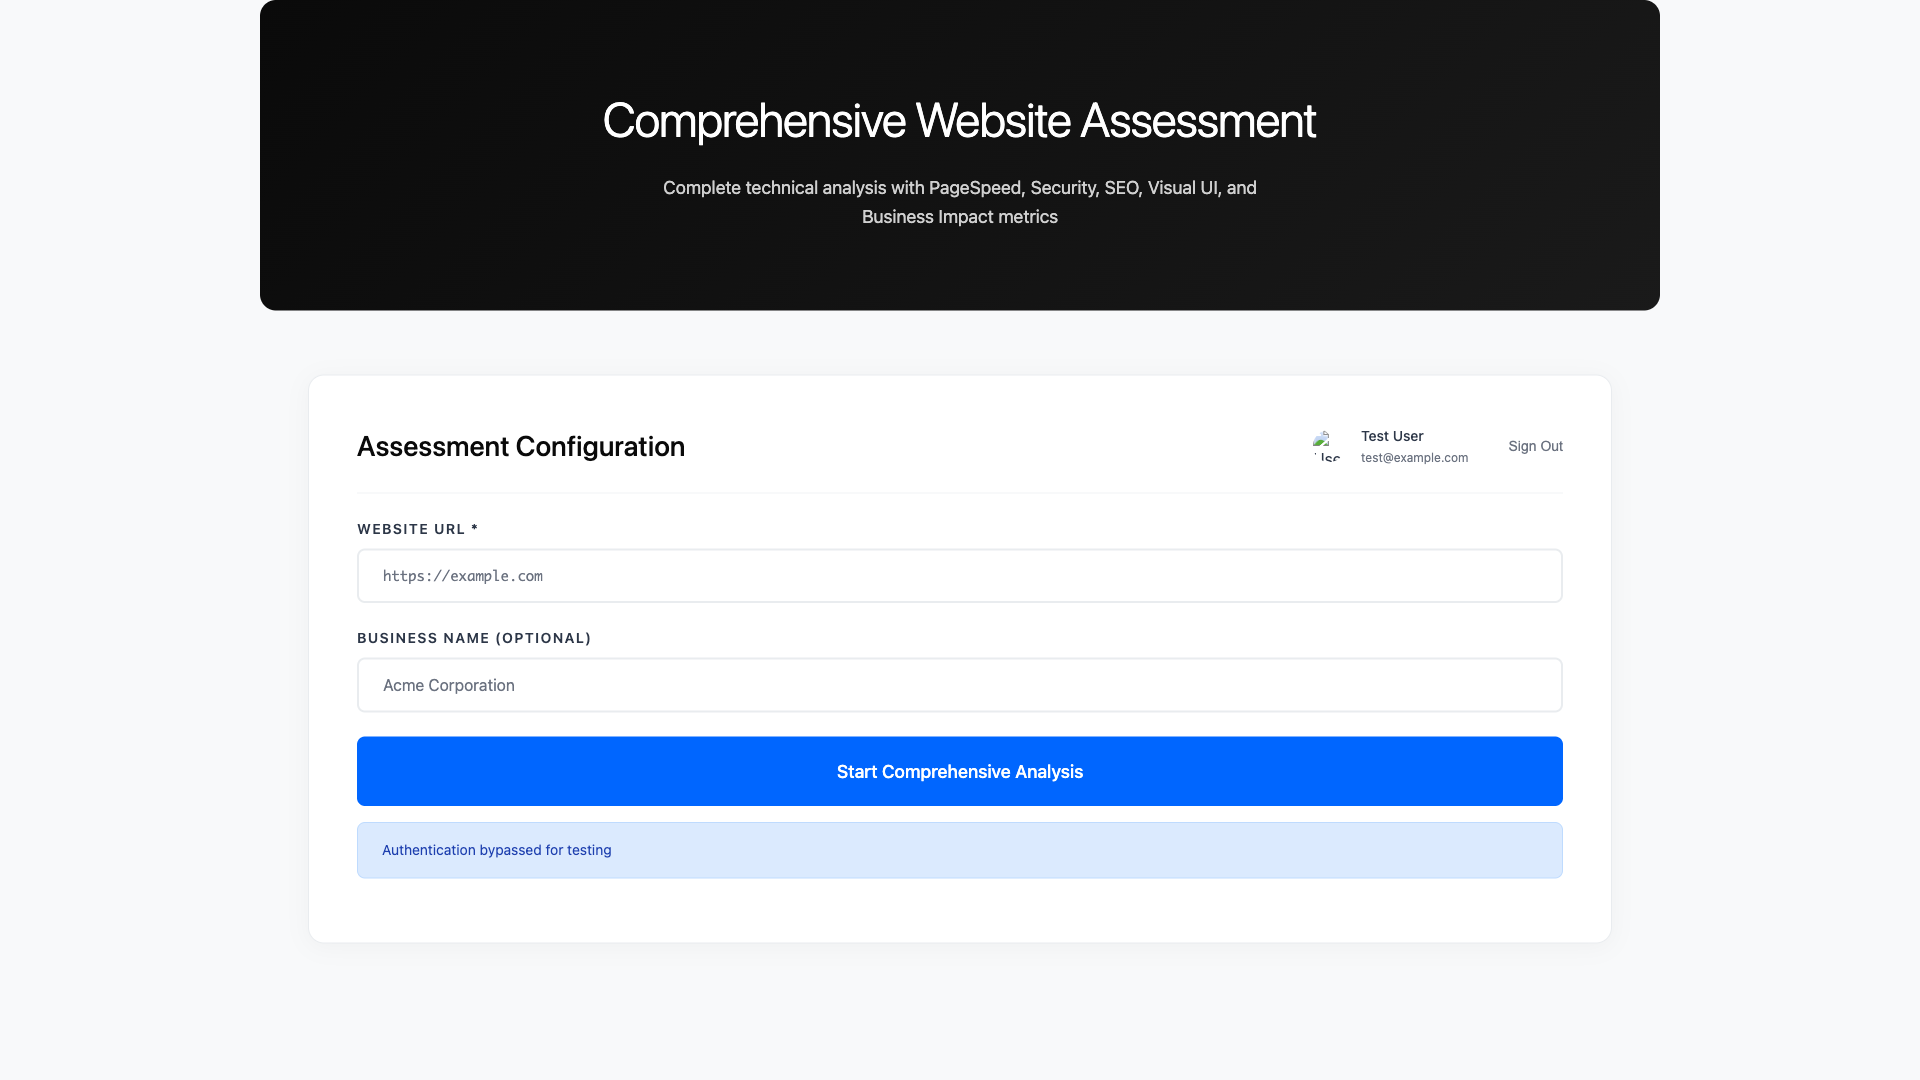 Comprehensive Website Assessment
Complete technical analysis with PageSpeed, Security, SEO, Visual UI, and
Business Impact metrics
Assessment Configuration
Test User
test@example.com
Sign Out
WEBSITE URL *
https://example.com
BUSINESS NAME (OPTIONAL)
Acme Corporation
Start Comprehensive Analysis
Authentication bypassed for testing